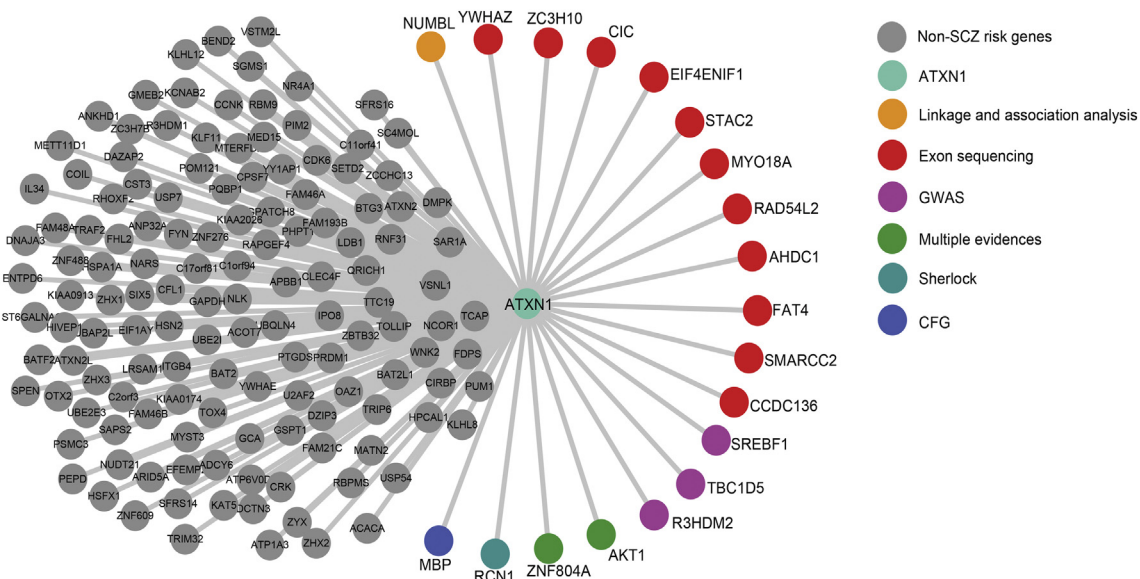 VSTM2L
BEND2
KLHL12
SGMS1
NR4A1
GMEB2
KCNAB2
CCNK
RBM9
SFRS16
ANKHD1
ZC3H7B
R3HDM1
KLF11
MED15
PIM2
SC4MOL
C11orf41
METT11D1
DAZAP2
POM121
YY1AP1
CDK6
SETD2
ZCCHC13
COIL
CST3
CPSF7
IL34
USP7
PQBP1
FAM46A
BTG3
ATXN2
DMPK
KIAA2026
GPATCH8
FAM193B
FAM48A
TRAF2
ANP32A
FYN
ZNF276
RAPGEF4
LDB1
RNF31
SAR1A
DNAJA3
FHL2
ZNF488
HSPA1A
NARS
C17orf81
C1orf94
APBB1
CLEC4F
QRICH1
ENTPD6
KIAA0913
ZHX1
SIX5
CFL1
GAPDH
NLK
VSNL1
TTC19
HIVEP1
UBAP2L
EIF1AY
HSN2
UBE2I
ACOT7
UBQLN4
IPO8
ZBTB32
TOLLIP
NCOR1
TCAP
BATF2
ATXN2L
LRSAM1
ITGB4
BAT2
PTGDS
PRDM1
WNK2
FDPS
SPEN
OTX2
ZHX3
C2orf3
KIAA0174
YWHAE
U2AF2
OAZ1
BAT2L1
CIRBP
PUM1
UBE2E3
FAM46B
TOX4
DZIP3
TRIP6
HPCAL1
KLHL8
PSMC3
SAPS2
MYST3
GCA
GSPT1
FAM21C
MATN2
PEPD
NUDT21
ARID5A
ADCY6
CRK
RBPMS
USP54
HSFX1
SFRS14
KAT5
DCTN3
ZNF609
ZYX
ACACA
TRIM32
ATP1A3
ZHX2
NUMBL
YWHAZ
ZC3H10
CIC
EIF4ENIF1
STAC2
MYO18A
RAD54L2
AHDC1
ATXN1
FAT4
SMARCC2
CCDC136
SREBF1
TBC1D5
R3HDM2
AKT1
ZNF804A
RCN1
MBP
Non-SCZ risk genes
ATXN1
Linkage and association analysis
Exon sequencing
GWAS
Multiple evidences
Sherlock
CFG